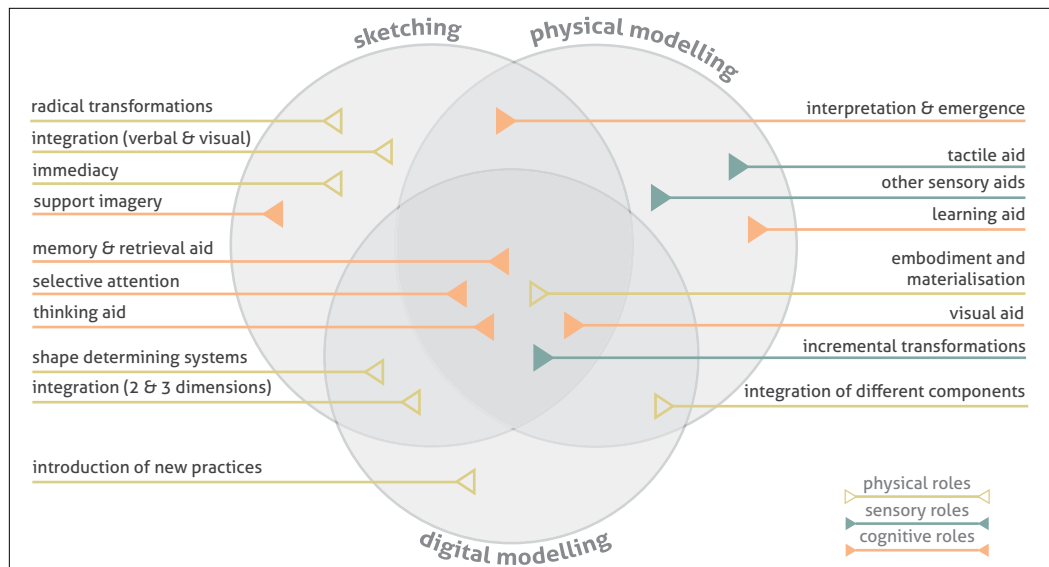 sketching
physical modelling
radical transformations
integration (verbal & visual)
immediacy
support imagery
memory & retrieval aid
selective attention
thinking aid
shape determining systems
integration (2 & 3 dimensions)
introduction of new practices
interpretation & emergence
tactile aid
other sensory aids
learning aid
embodiment and
materialisation
visual aid
incremental transformations
integration of different components
digital modelling
physical roles
sensory roles
cognitive roles